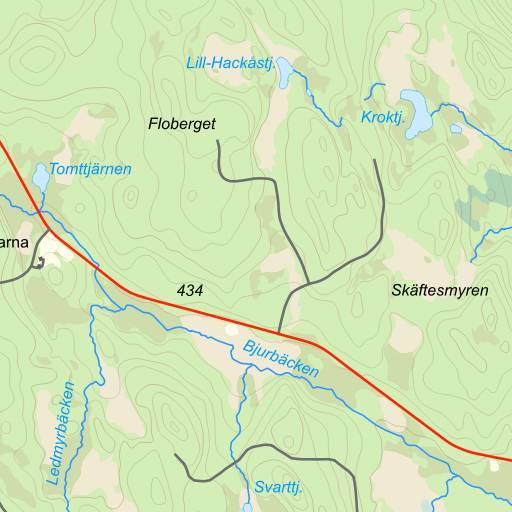 Lill-Hackästj.
Kroktj.
Floberget
Tomttjärnen
arna
434
Skäftesmyren
Bjurbäcken
Ledmyrbäcken
Svarttj.